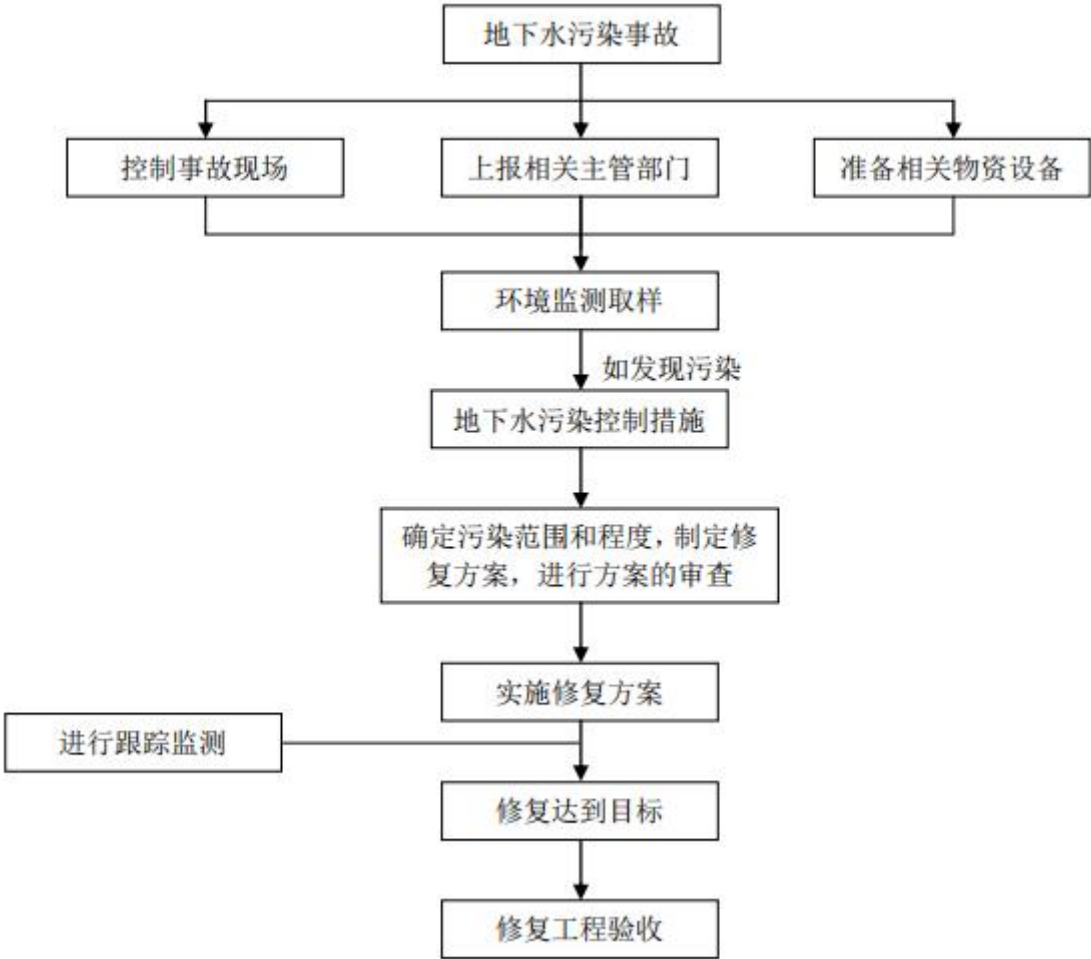 地下水污染事故
控制事故现场
上报相关主管部门
准备相关物资设备
环境监测取样
如发现污染
地下水污染控制措施
确定污染范围和程度，制定修
复方案，进行方案的审查
实施修复方案
进行跟踪监测
修复达到目标
修复工程验收